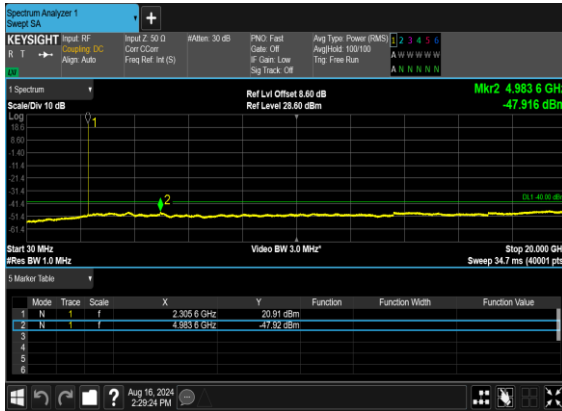 Spectrum Analyzer 1
Swept SA
+
KEYSIGHT Input: RF Input Z: 50 Ω #Atten: 30 dB PNO: Fast Avg Type: Power (RMS) 1 2 3 4 5 6
R T Coupling: DC Corr CCorr Gate: Off Avg|Hold: 100/100 A W W W W W
Align: Auto Freq Ref: Int (S) IF Gain: Low Trig: Free Run
Sig Track: Off A N N N N N
LXI
1 Spectrum Ref Lvl Offset 8.60 dB Mkr2 4.983 6 GHz
Scale/Div 10 dB Ref Level 28.60 dBm -47.916 dBm
Log
1
18.6
8.60
-1.40
-11.4
-21.4
-31.4
DL1 -40.00 dBm
-41.4
2
-51.4
-61.4
Start 30 MHz Video BW 3.0 MHz* Stop 20.000 GHz
#Res BW 1.0 MHz Sweep 34.7 ms (40001 pts)
5 Marker Table
Mode Trace Scale X Y Function Function Width Function Value
1 N 1 f 2.305 6 GHz 20.91 dBm
2 N 1 f 4.983 6 GHz -47.92 dBm
3
4
5
6
? Aug 16, 2024
2:29:24 PM